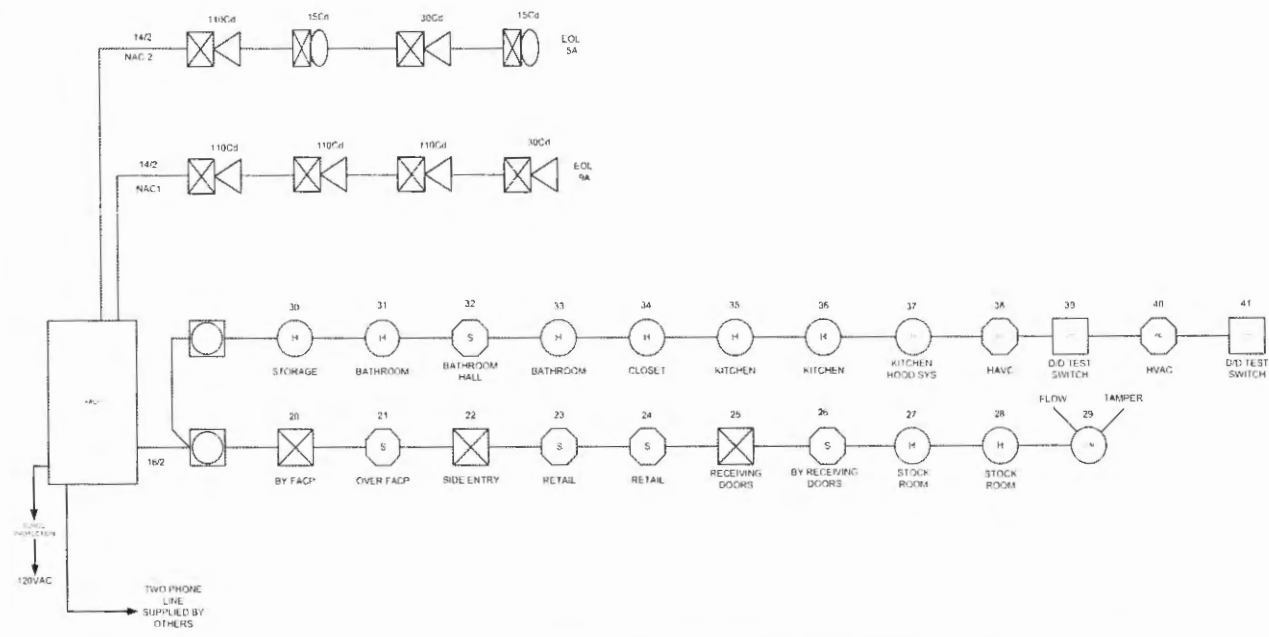 110Cd 15Cd 30Cd 15Cd
14/2
NAC 2
EOL
5A
110Cd 110Cd 110Cd 30Cd
14/2
NAC1
EOL
9A
30 31 32 33 34 35 36 37 38 39 40 41
H H S H H H H H
STORAGE
BATHROOM
BATHROOM
HALL
BATHROOM
CLOSET
KITCHEN
KITCHEN
KITCHEN
HOOD SYS
HAVC
D/D TEST
SWITCH
HVAC
D/D TEST
SWITCH
FLOW
TAMPER
20 21 22 23 24 25 26 27 28 29
16/2
S S S S H H
BY FACP
OVER FACP
SIDE ENTRY
RETAIL
RETAIL
RECEIVING
DOORS
BY RECEIVING
DOORS
STOCK
ROOM
STOCK
ROOM
120VAC
TWO PHONE
LINE
SUPPLIED BY
OTHERS